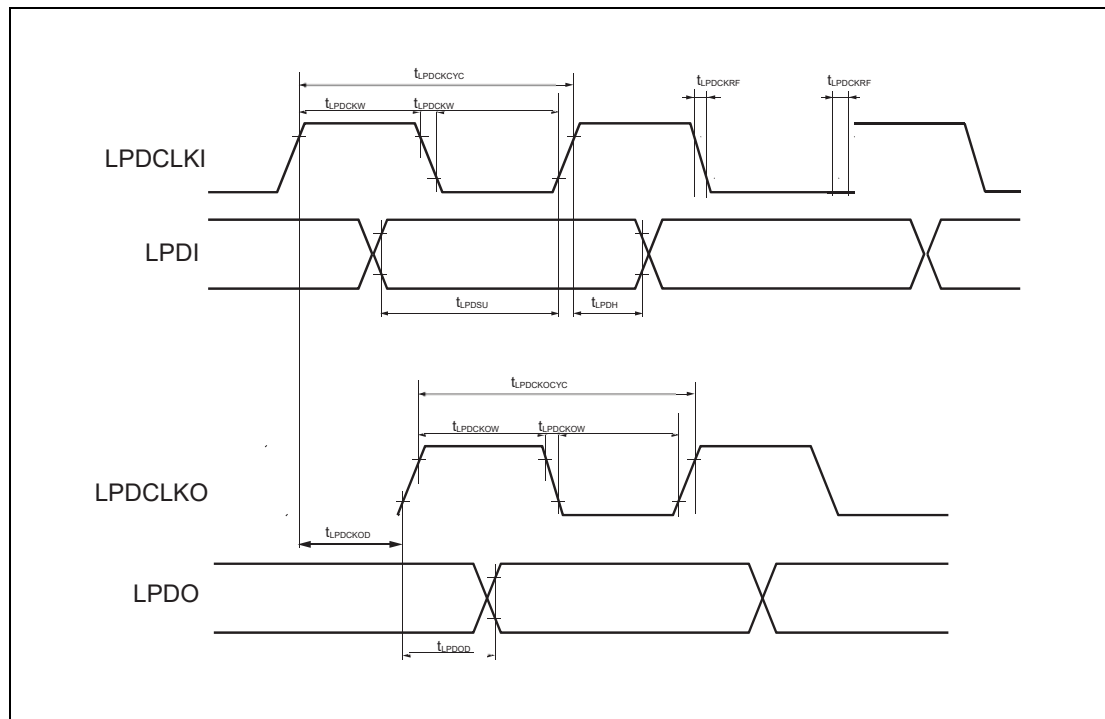 tLPDCKCYC
tLPDCKRF
tLPDCKRF
tLPDCKW
tLPDCKW
LPDCLKI
LPDI
tLPDSU
tLPDH
tLPDCKOCYC
tLPDCKOW
tLPDCKOW
LPDCLKO
tLPDCKOD
LPDO
tLPDOD